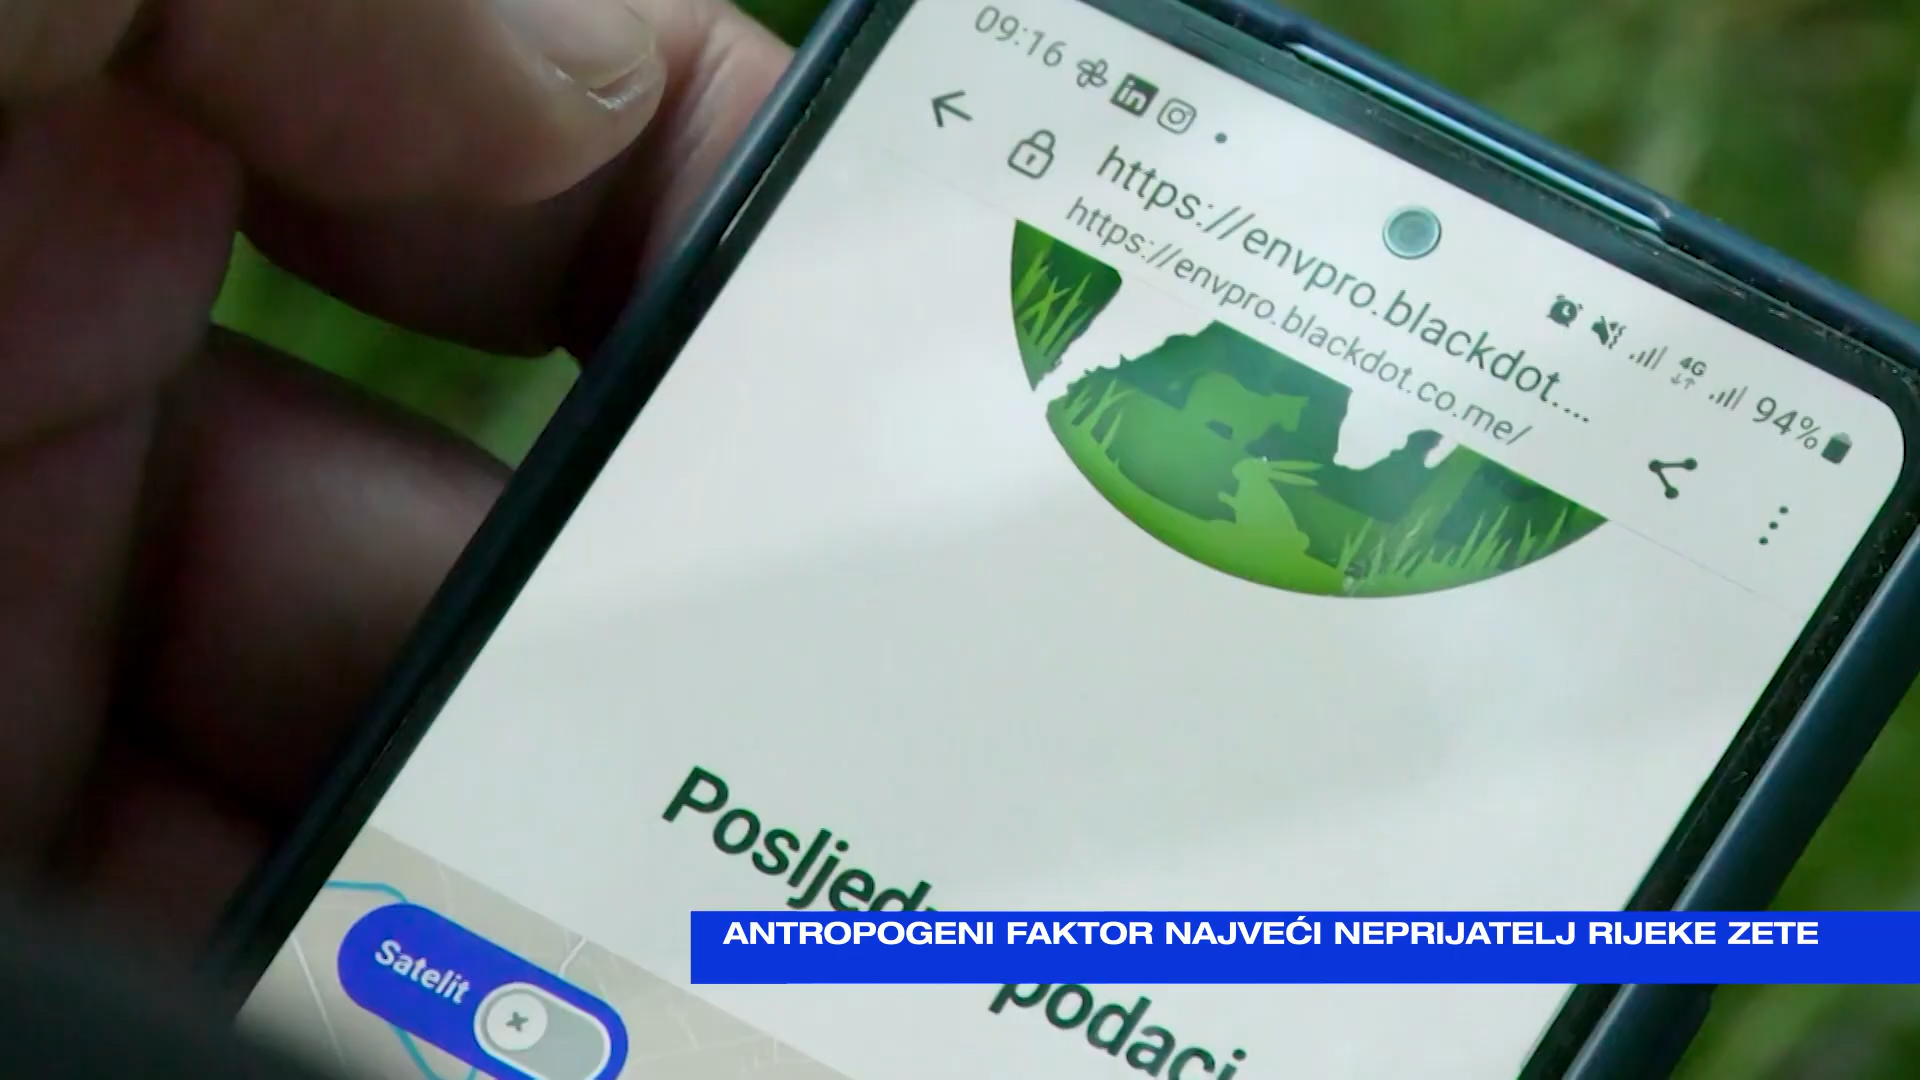 09:16
4G
94%
https://envpro.blackdot....
https://envpro.blackdot.co.me/
podaci
Satelit
ANTROPOGENI FAKTOR NAJVEĆI NEPRIJATELJ RIJEKE ZETE